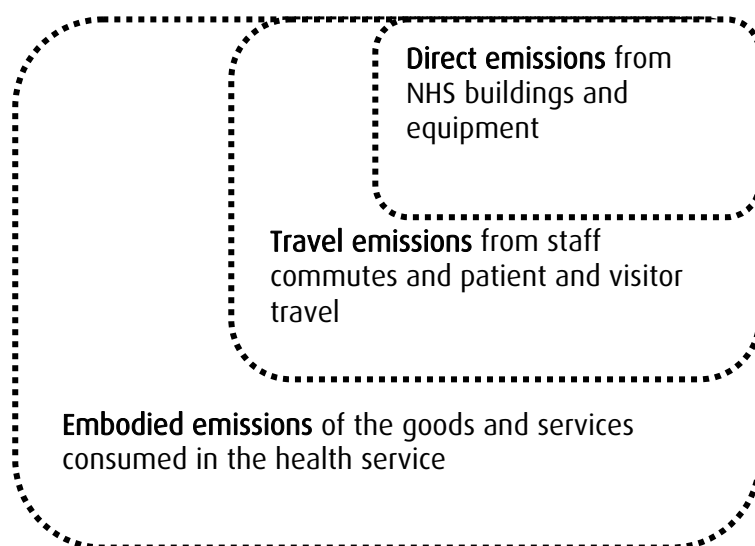 Direct emissions from
NHS buildings and
equipment
Travel emissions from staff
commutes and patient and visitor
travel
Embodied emissions of the goods and services
consumed in the health service